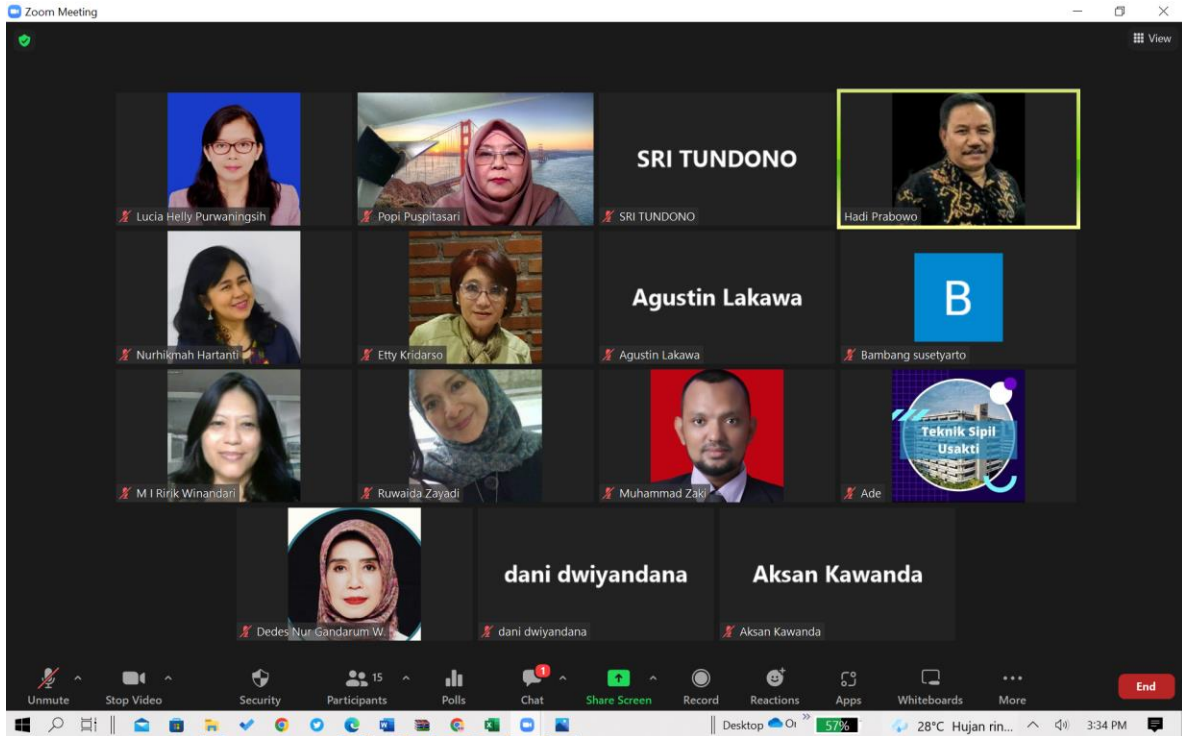 Zoom Meeting
View
Lucia Helly Purwaningsih
Popi Puspitasari
SRI TUNDONO
SRI TUNDONO
Hadi Prabowo
Nurhikmah Hartanti
Etty Kridarso
Agustin Lakawa
Agustin Lakawa
B
Bambang susetyarto
M I Ririk Winandari
Ruwaida Zayadi
Muhammad Zaki
Teknik Sipil
Usakti
Ade
Dedes Nur Gandarum W.
dani dwiyandana
dani dwiyandana
Aksan Kawanda
Aksan Kawanda
Unmute
Stop Video
Security
15
Participants
Polls
1
Chat
Share Screen
Record
Reactions
Apps
Whiteboards
More
End
Desktop
57%
28°C Hujan rin...
3:34 PM